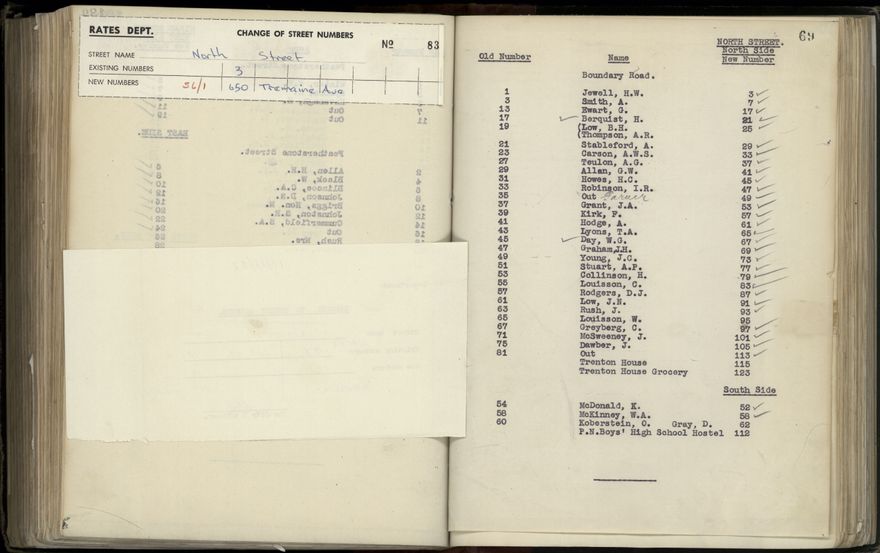 RATES DEPT.
CHANGE OF STREET NUMBERS
No 83
STREET NAME North Street
EXISTING NUMBERS 3
NEW NUMBERS 56/1 650 Tremaine Ave
69
NORTH STREET.
North Side
Old Number Name New Number
Boundary Road.
1 Jewell, H.W. 3
3 Smith, A. 7
13 Ewart, G. 17
17 Berquist, H. 21
19 (Low, B.H. 25
(Thompson, A.R.
21 Stableford, A. 29
23 Carson, A.W.S. 33
27 Teulon, A.G. 37
29 Allan, G.W. 41
31 Howes, H.C. 45
33 Robinson, I.R. 47
35 Out 49
37 Grant, J.A. 53
39 Kirk, F. 57
41 Hodge, A. 61
43 Lyons, T.A. 65
45 Day, W.G. 67
47 Graham,J.H. 69
49 Young, J.C. 73
51 Stuart, A.P. 77
53 Collinson, H. 79
55 Louisson, C. 83
57 Rodgers, D.J. 87
61 Low, J.N. 91
63 Rush, J. 93
65 Louisson, W. 95
67 Greyberg, C. 97
71 McSweeney, J. 101
75 Dawber, J. 105
81 Out 113
Trenton House 115
Trenton House Grocery 123
South Side
54 McDonald, K. 52
58 McKinney, W.A. 58
60 Koberstein, O. Gray, D. 62
P.N.Boys' High School Hostel 112